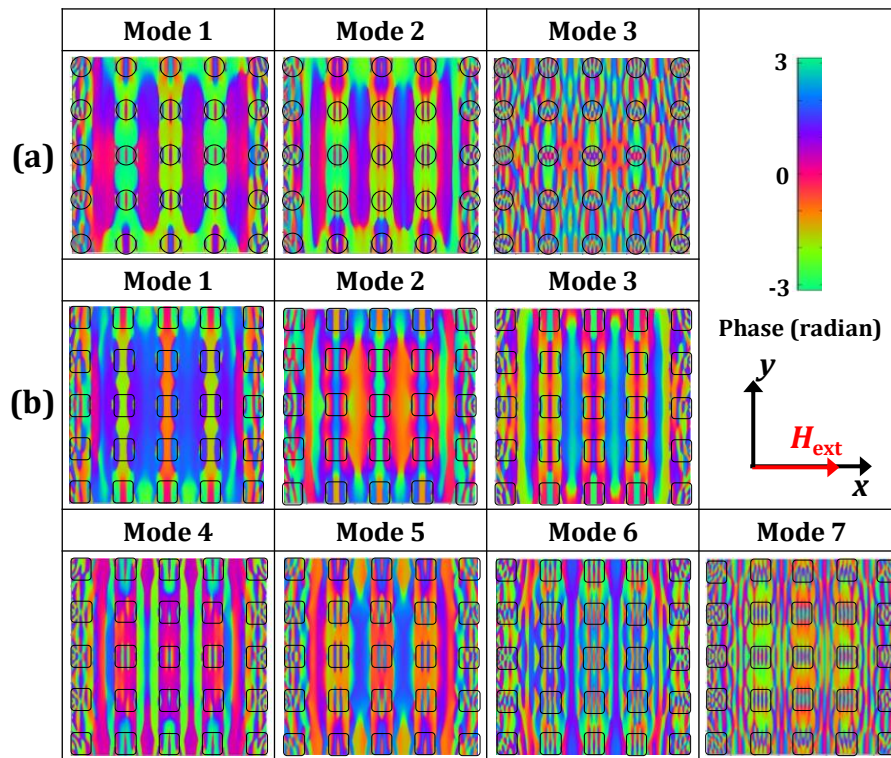 Mode 1 Mode 2 Mode 3
(a)
3
0
-3
Phase (radian)
Mode 1 Mode 2 Mode 3
(b)
y
Hext
x
Mode 4 Mode 5 Mode 6 Mode 7